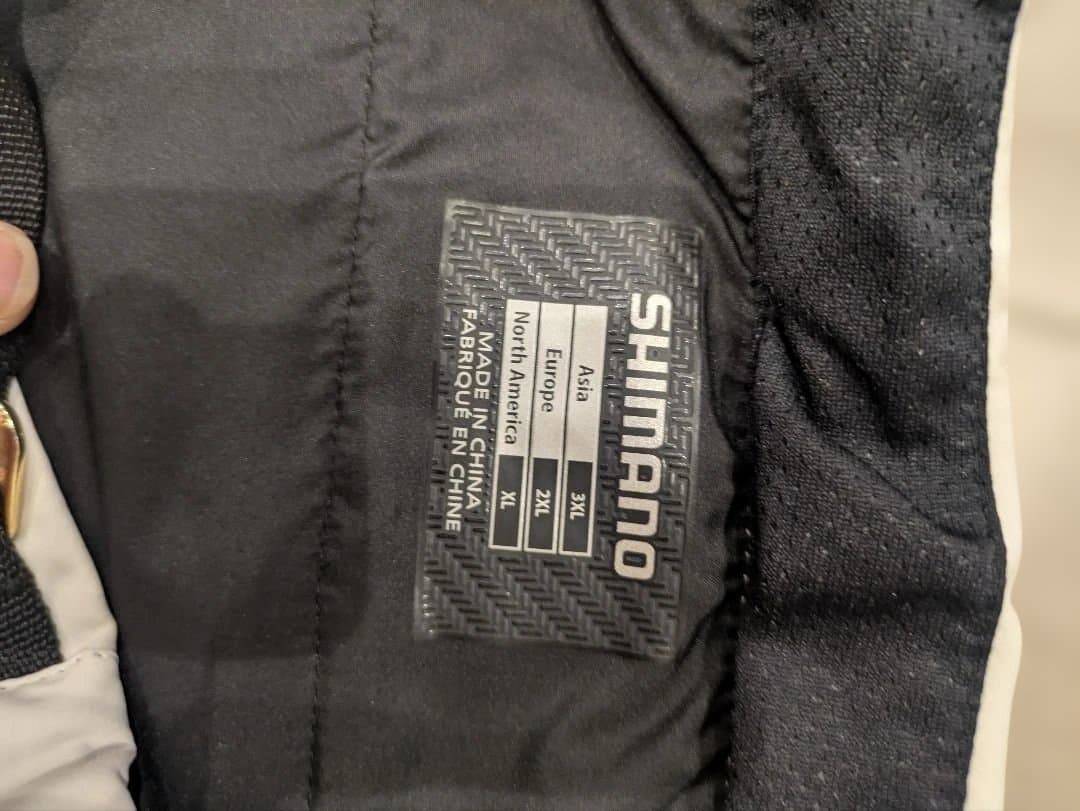 SHIMANO
Asia 3XL
Europe 2XL
North America XL
MADE IN CHINA
FABRIQUÉ EN CHINE